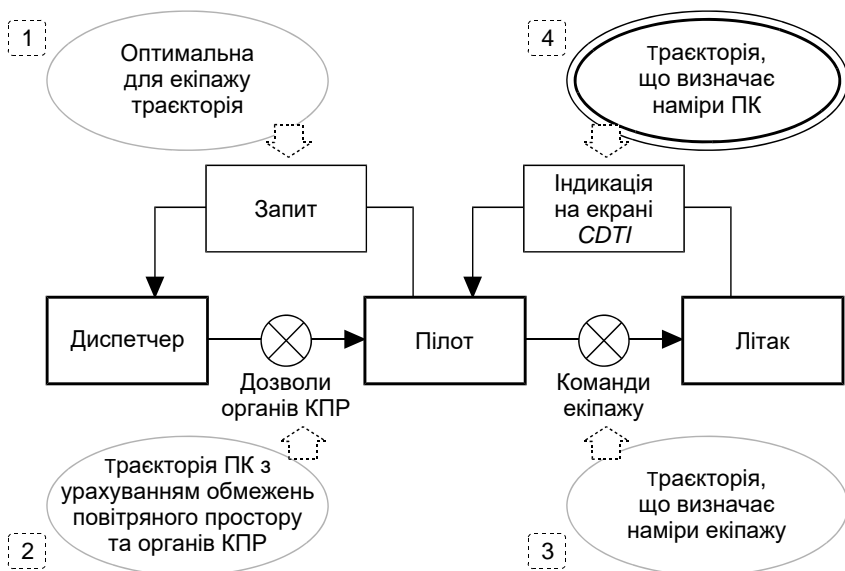 1
Оптимальна
для екіпажу
траєкторія
4
Траєкторія,
що визначає
наміри ПК
Запит
Індикація
на екрані
CDTI
Диспетчер
Пілот
Літак
Дозволи
органів КПР
Команди
екіпажу
Траєкторія ПК з
урахуванням обмежень
повітряного простору
та органів КПР
2
Траєкторія,
що визначає
наміри екіпажу
3